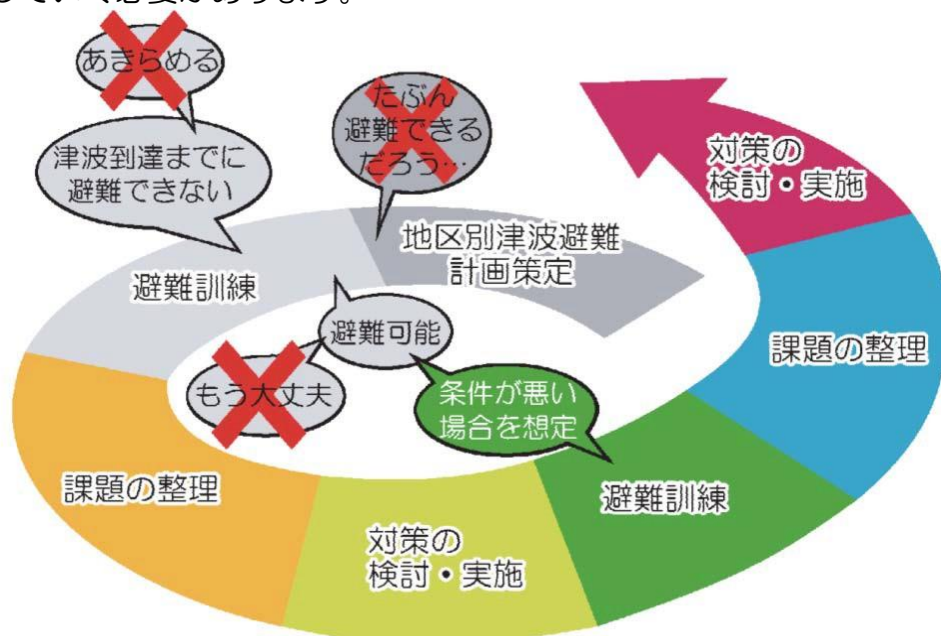 あきらめる
津波到達までに
避難できない
たぶん
避難できる
だろう…
地区別津波避難
計画策定
避難訓練
避難可能
もう大丈夫
条件が悪い
場合を想定
課題の整理
対策の
検討・実施
避難訓練
課題の整理
対策の
検討・実施